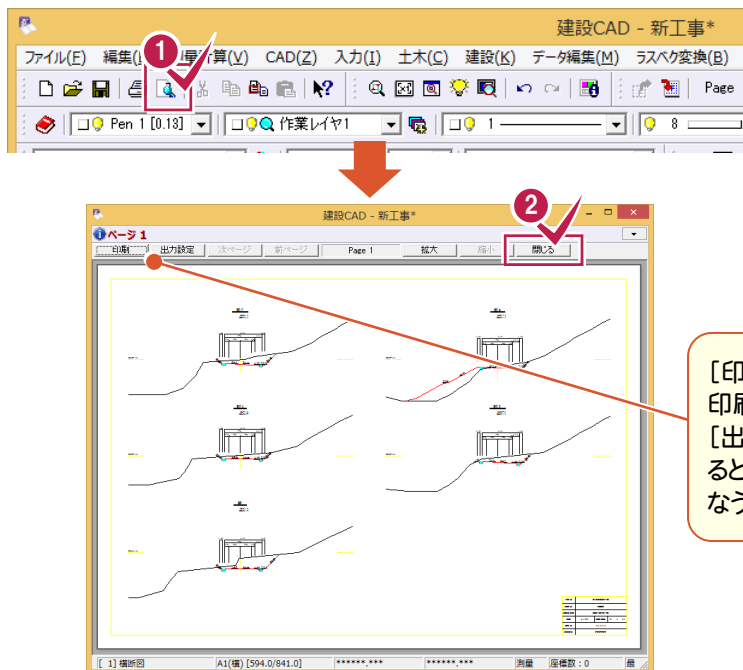 建設CAD - 新工事*
ファイル(F) 編集( 算(V) CAD(Z) 入力(I) 土木(C) 建設(K) データ編集(M) ラスベク変換(B)
1
Page
Pen 1 [0.13] 作業レイヤ1 1 8
建設CAD - 新工事*
2
ページ 1
印刷 出力設定 次ページ 前ページ Page 1 拡大 縮小 閉じる
[印
印刷
[出
ると
なう
[ 1] 横断図 A1(横) [594.0/841.0] ******.*** ******.*** 測量 座標数 : 0 最